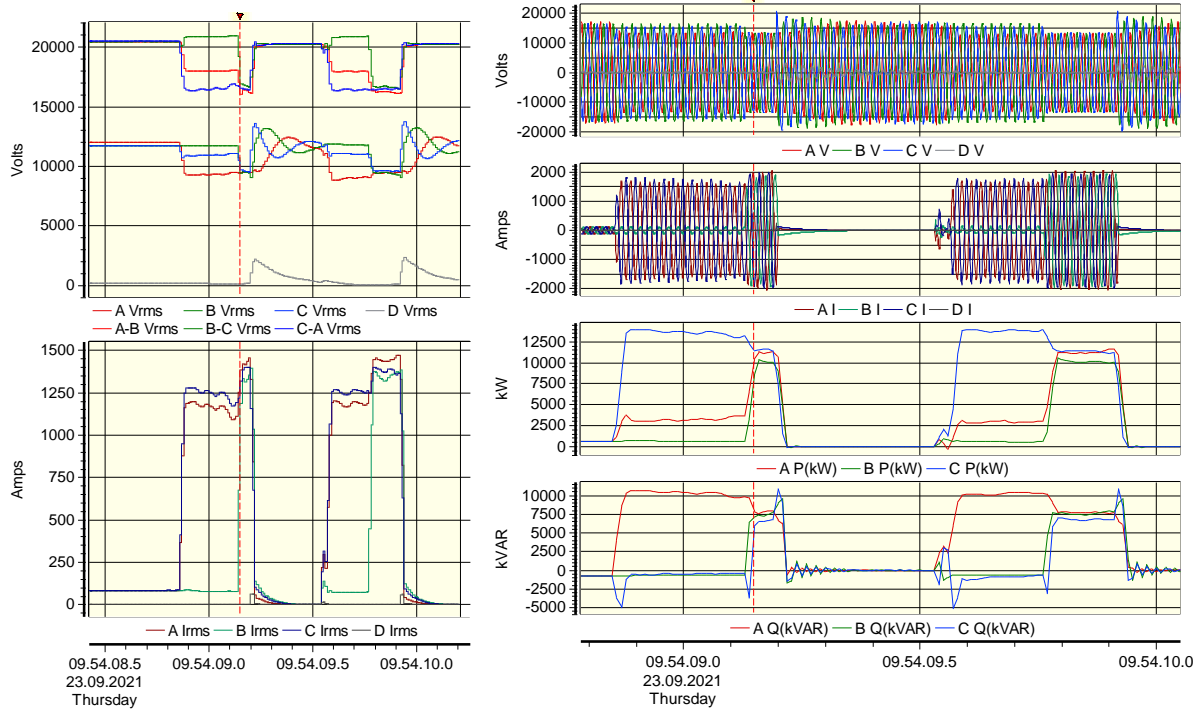 20000
15000
10000
5000
0
Volts
A Vrms B Vrms C Vrms D Vrms
A-B Vrms B-C Vrms C-A Vrms
1500
1250
1000
750
500
250
0
Amps
A Irms B Irms C Irms D Irms
09.54.08.5 09.54.09.0 09.54.09.5 09.54.10.0
23.09.2021
Thursday
20000
15000
10000
5000
0
-5000
-10000
-15000
-20000
Volts
A V B V C V D V
2000
1000
0
-1000
-2000
Amps
A I B I C I D I
12500
10000
7500
5000
2500
0
kW
A P(kW) B P(kW) C P(kW)
10000
7500
5000
2500
0
-2500
-5000
kVAR
A Q(kVAR) B Q(kVAR) C Q(kVAR)
09.54.09.0 09.54.09.5 09.54.10.0
23.09.2021
Thursday